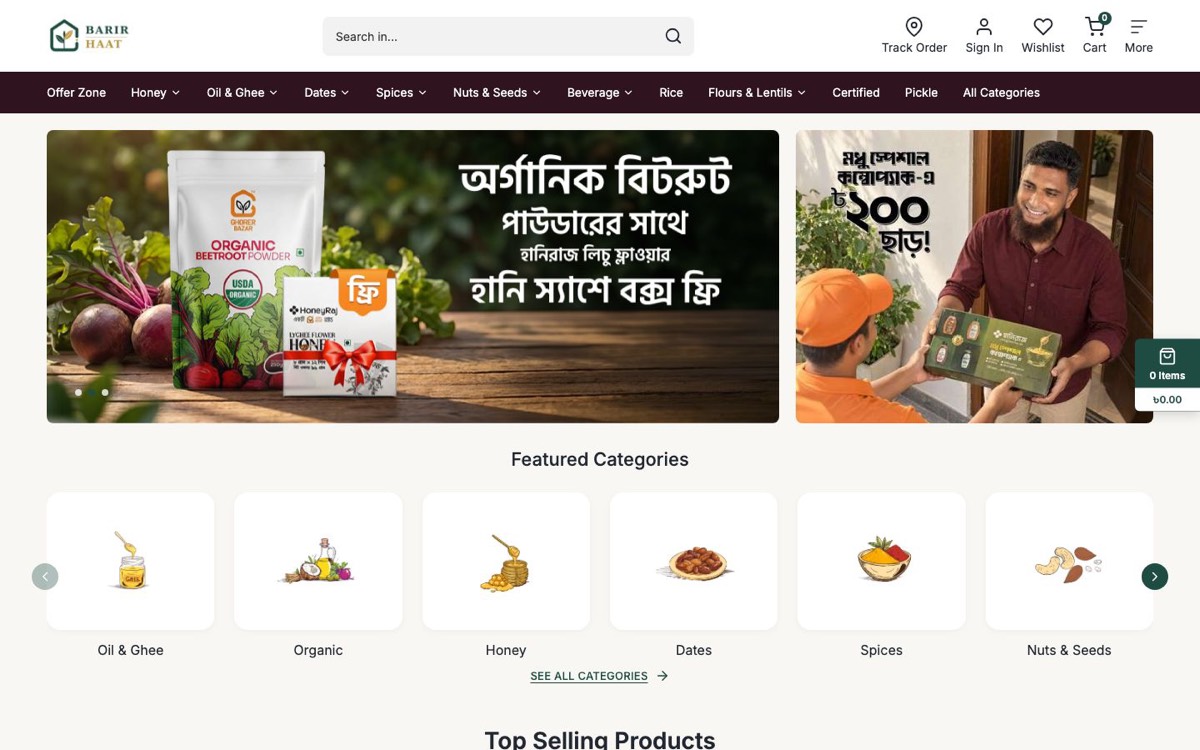 BARIR
HAAT
Search in...
Track Order
Sign In
Wishlist
0
Cart
More
Offer Zone
Honey
Oil & Ghee
Dates
Spices
Nuts & Seeds
Beverage
Rice
Flours & Lentils
Certified
Pickle
All Categories
GHORER
BAZAR
ORGANIC
BEETROOT POWDER
USDA
ORGANIC
ফ্রি
HoneyRaj
LYCHEE FLOWER
HONEY
অর্গানিক বিটরুট
পাউডারের সাথে
হানিরাজ লিচু ফ্লাওয়ার
হানি স্যাশে বক্স ফ্রি
মধু স্পেশাল
কম্বোপ্যাক-এ
৳২০০
ছাড়!
0 Items
৳0.00
Featured Categories
Oil & Ghee
Organic
Honey
Dates
Spices
Nuts & Seeds
SEE ALL CATEGORIES
Top Selling Products